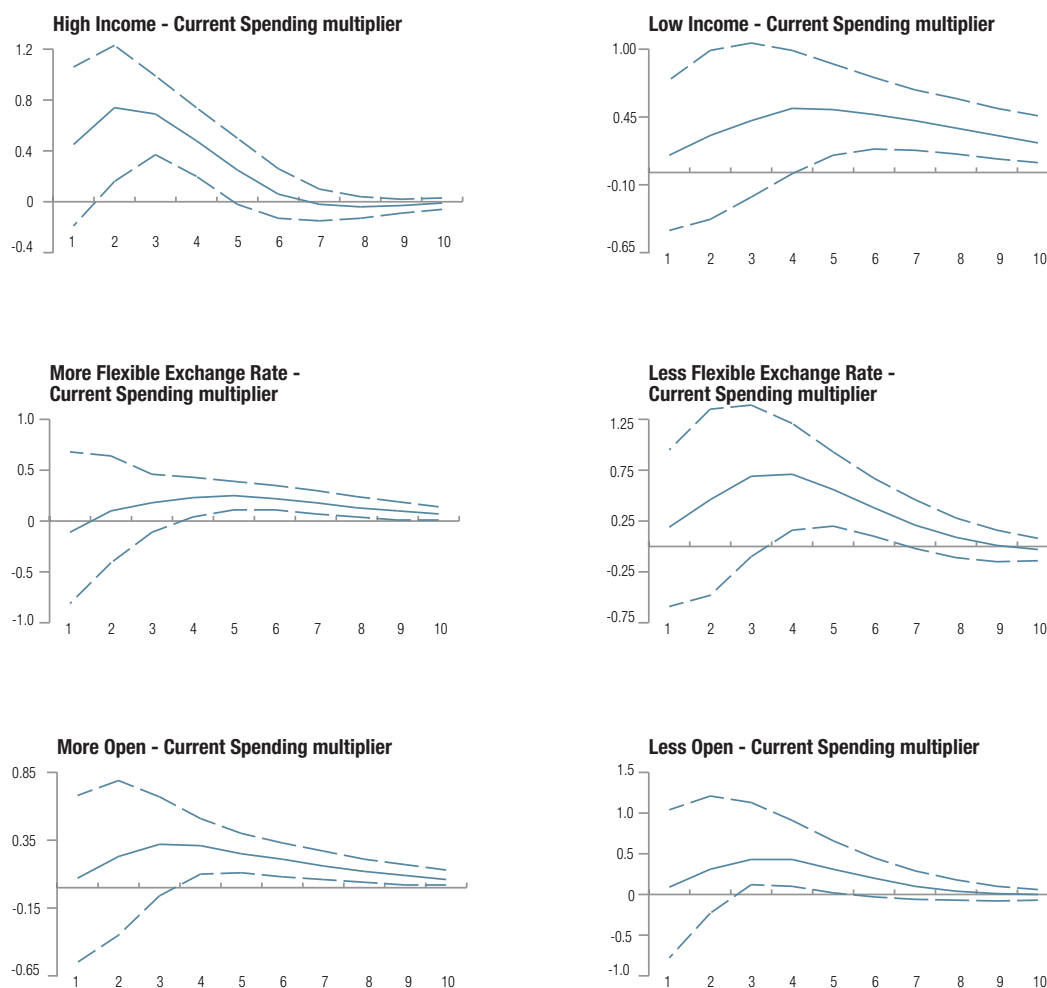 High Income - Current Spending multiplier
1.2
0.8
0.4
0
-0.4
1 2 3 4 5 6 7 8 9 10
Low Income - Current Spending multiplier
1.00
0.45
-0.10
-0.65
1 2 3 4 5 6 7 8 9 10
More Flexible Exchange Rate -
Current Spending multiplier
1.0
0.5
0
-0.5
-1.0
1 2 3 4 5 6 7 8 9 10
Less Flexible Exchange Rate -
Current Spending multiplier
1.25
0.75
0.25
-0.25
-0.75
1 2 3 4 5 6 7 8 9 10
More Open - Current Spending multiplier
0.85
0.35
-0.15
-0.65
1 2 3 4 5 6 7 8 9 10
Less Open - Current Spending multiplier
1.5
1.0
0.5
0
-0.5
-1.0
1 2 3 4 5 6 7 8 9 10